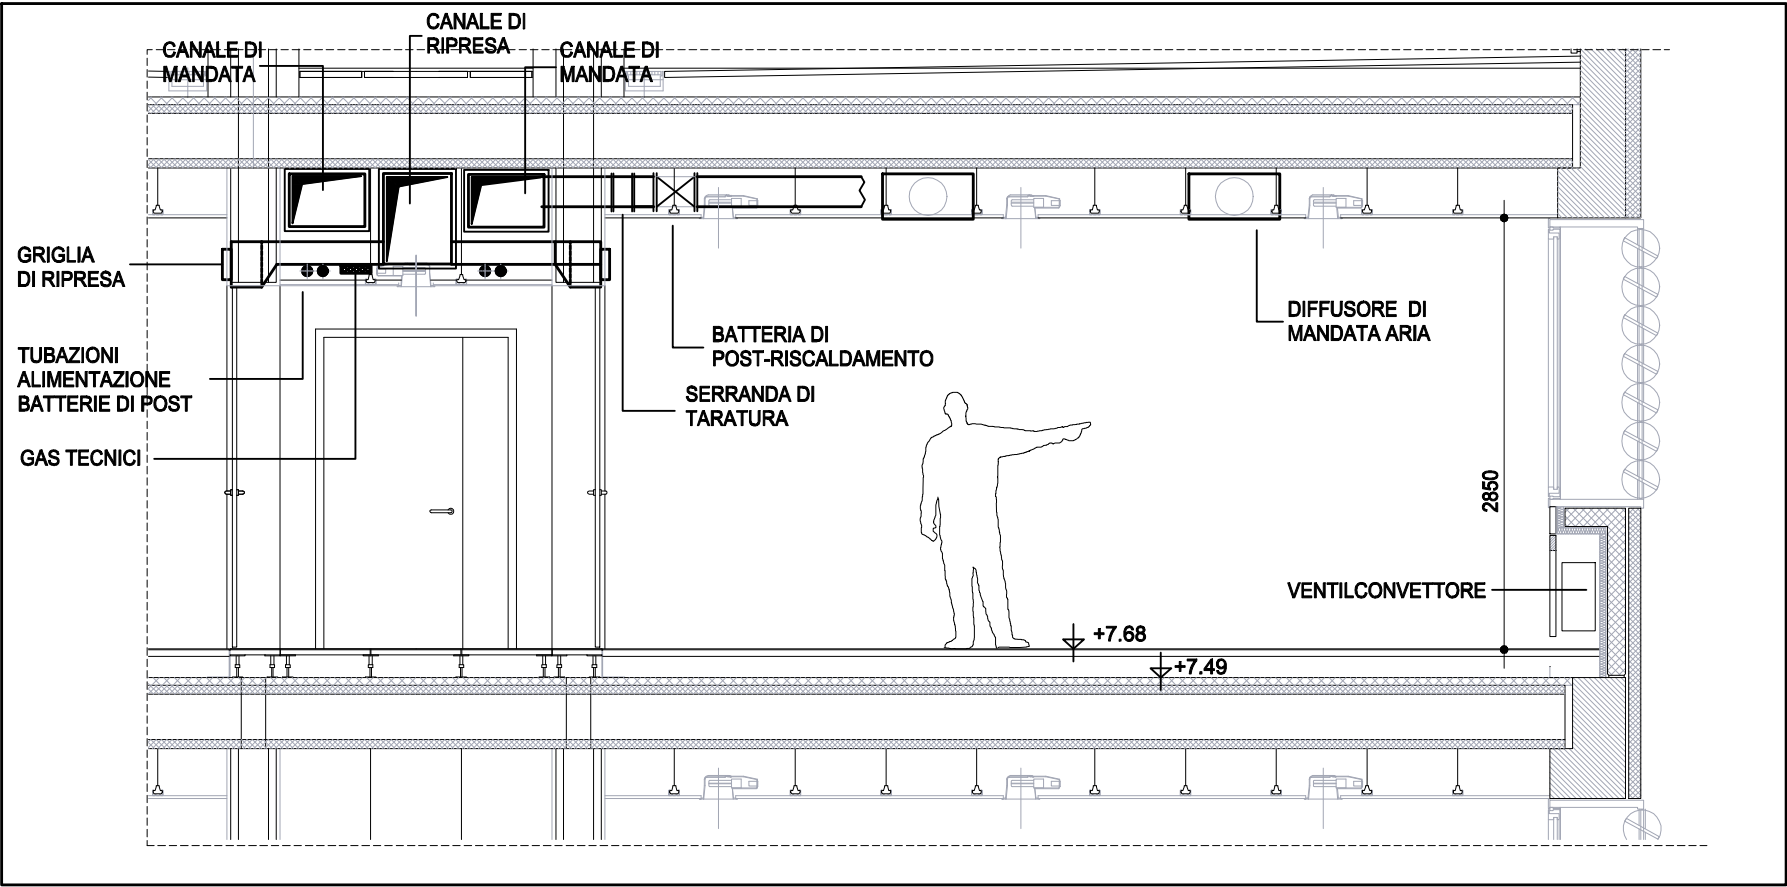 CANALE DI
RIPRESA
CANALE DI
MANDATA
CANALE DI
MANDATA
GRIGLIA
DI RIPRESA
TUBAZIONI
ALIMENTAZIONE
BATTERIE DI POST
GAS TECNICI
BATTERIA DI
POST-RISCALDAMENTO
SERRANDA DI
TARATURA
DIFFUSORE DI
MANDATA ARIA
2850
VENTILCONVETTORE
+7.68
+7.49